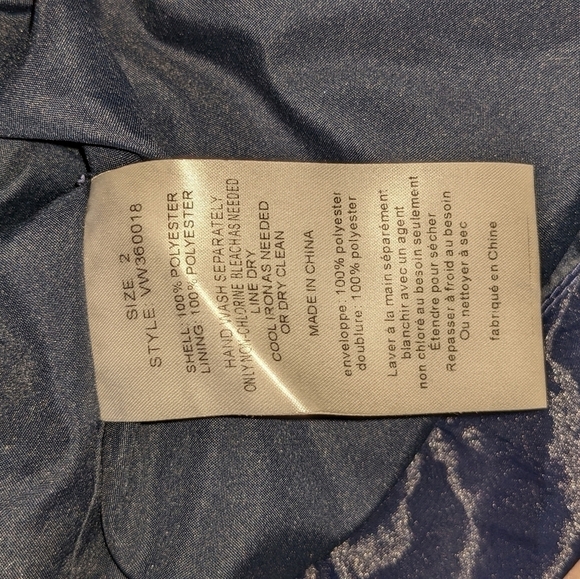 SIZE 2
STYLE: VW360018
SHELL: 100% POLYESTER
LINING: 100% POLYESTER
HAND WASH SEPARATELY
ONLY NON-CHLORINE BLEACH AS NEEDED
LINE DRY
COOL IRON AS NEEDED
OR DRY CLEAN
MADE IN CHINA
enveloppe: 100% polyester
doublure: 100% polyester
Laver à la main séparément
blanchir avec un agent
non chloré au besoin seulement
Étendre pour sécher
Repasser à froid au besoin
Ou nettoyer à sec
fabriqué en Chine